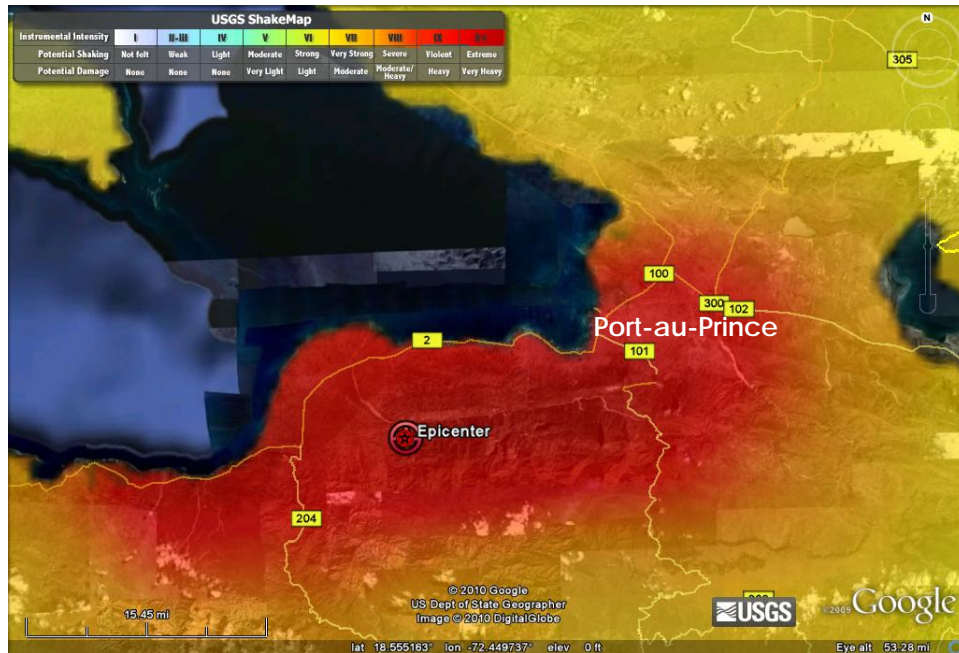 USGS ShakeMap
Instrumental Intensity I II-III IV V VI VII VIII IX X+
Potential Shaking Not felt Weak Light Moderate Strong Very Strong Severe Violent Extreme
Potential Damage None None None Very Light Light Moderate Moderate/Heavy Heavy Very Heavy
N
305
100
300
102
Port-au-Prince
2
101
Epicenter
204
© 2010 Google
US Dept of State Geographer
Image © 2010 DigitalGlobe
15.45 mi
USGS
©2009 Google
lat 18.555163° lon -72.449737° elev 0 ft
Eye alt 53.28 mi